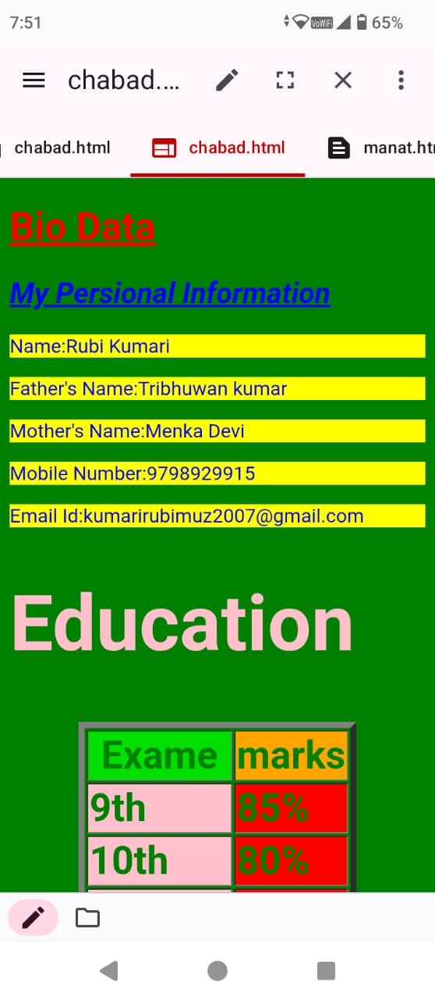 7:51 VoWiFi 65%
chabad....
chabad.html chabad.html manat.ht
Bio Data
My Persional Information
Name:Rubi Kumari
Father's Name:Tribhuwan kumar
Mother's Name:Menka Devi
Mobile Number:9798929915
Email Id:kumarirubimuz2007@gmail.com
Education
Exame marks
9th 85%
10th 80%